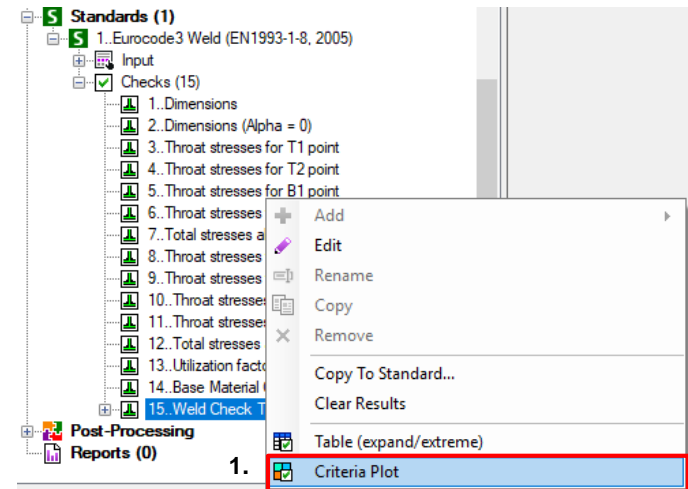 S Standards (1)
S 1..Eurocode3 Weld (EN1993-1-8, 2005)
Input
Checks (15)
1..Dimensions
2..Dimensions (Alpha = 0)
3..Throat stresses for T1 point
4..Throat stresses for T2 point
5..Throat stresses for B1 point
6..Throat stresses
7..Total stresses al
8..Throat stresses
9..Throat stresses
10..Throat stresse
11..Throat stresse
12..Total stresses
13..Utilization facto
14..Base Material
15..Weld Check T
Post-Processing
Reports (0)
Add
Edit
Rename
Copy
Remove
Copy To Standard...
Clear Results
Table (expand/extreme)
1. Criteria Plot